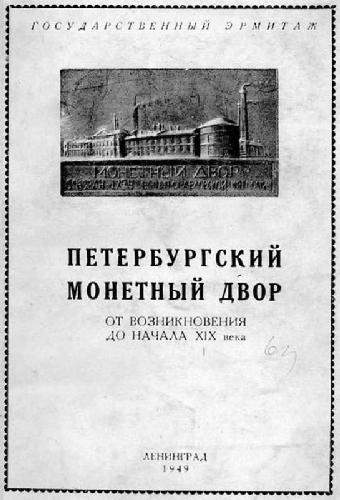 ГОСУДАРСТВЕННЫЙ ЭРМИТАЖ
МОНЕТНЫЙ ДВОР
ПЕТЕРБУРГСКИЙ
МОНЕТНЫЙ ДВОР
ОТ ВОЗНИКНОВЕНИЯ
ДО НАЧАЛА XIX века
ЛЕНИНГРАД
1949